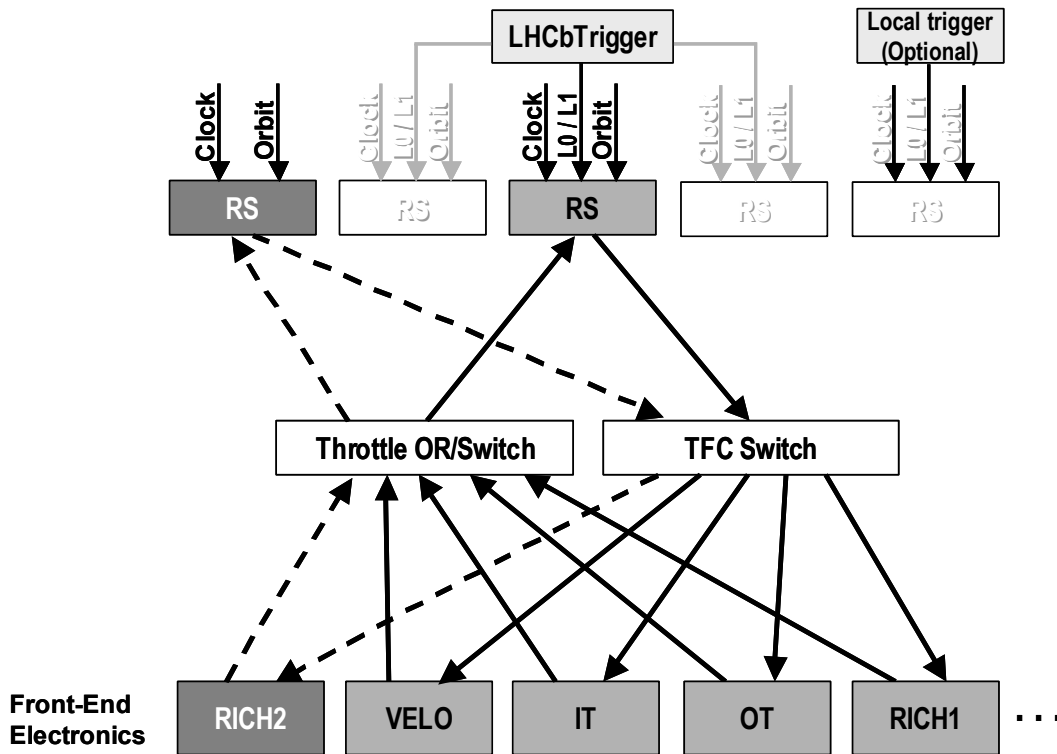 LHCbTrigger
Local trigger
(Optional)
Clock
Orbit
Clock
L0 / L1
Orbit
Clock
L0 / L1
Orbit
Clock
L0 / L1
Orbit
Clock
L0 / L1
Orbit
RS
RS
RS
RS
RS
Throttle OR/Switch
TFC Switch
Front-End
Electronics
RICH2
VELO
IT
OT
RICH1
. . .